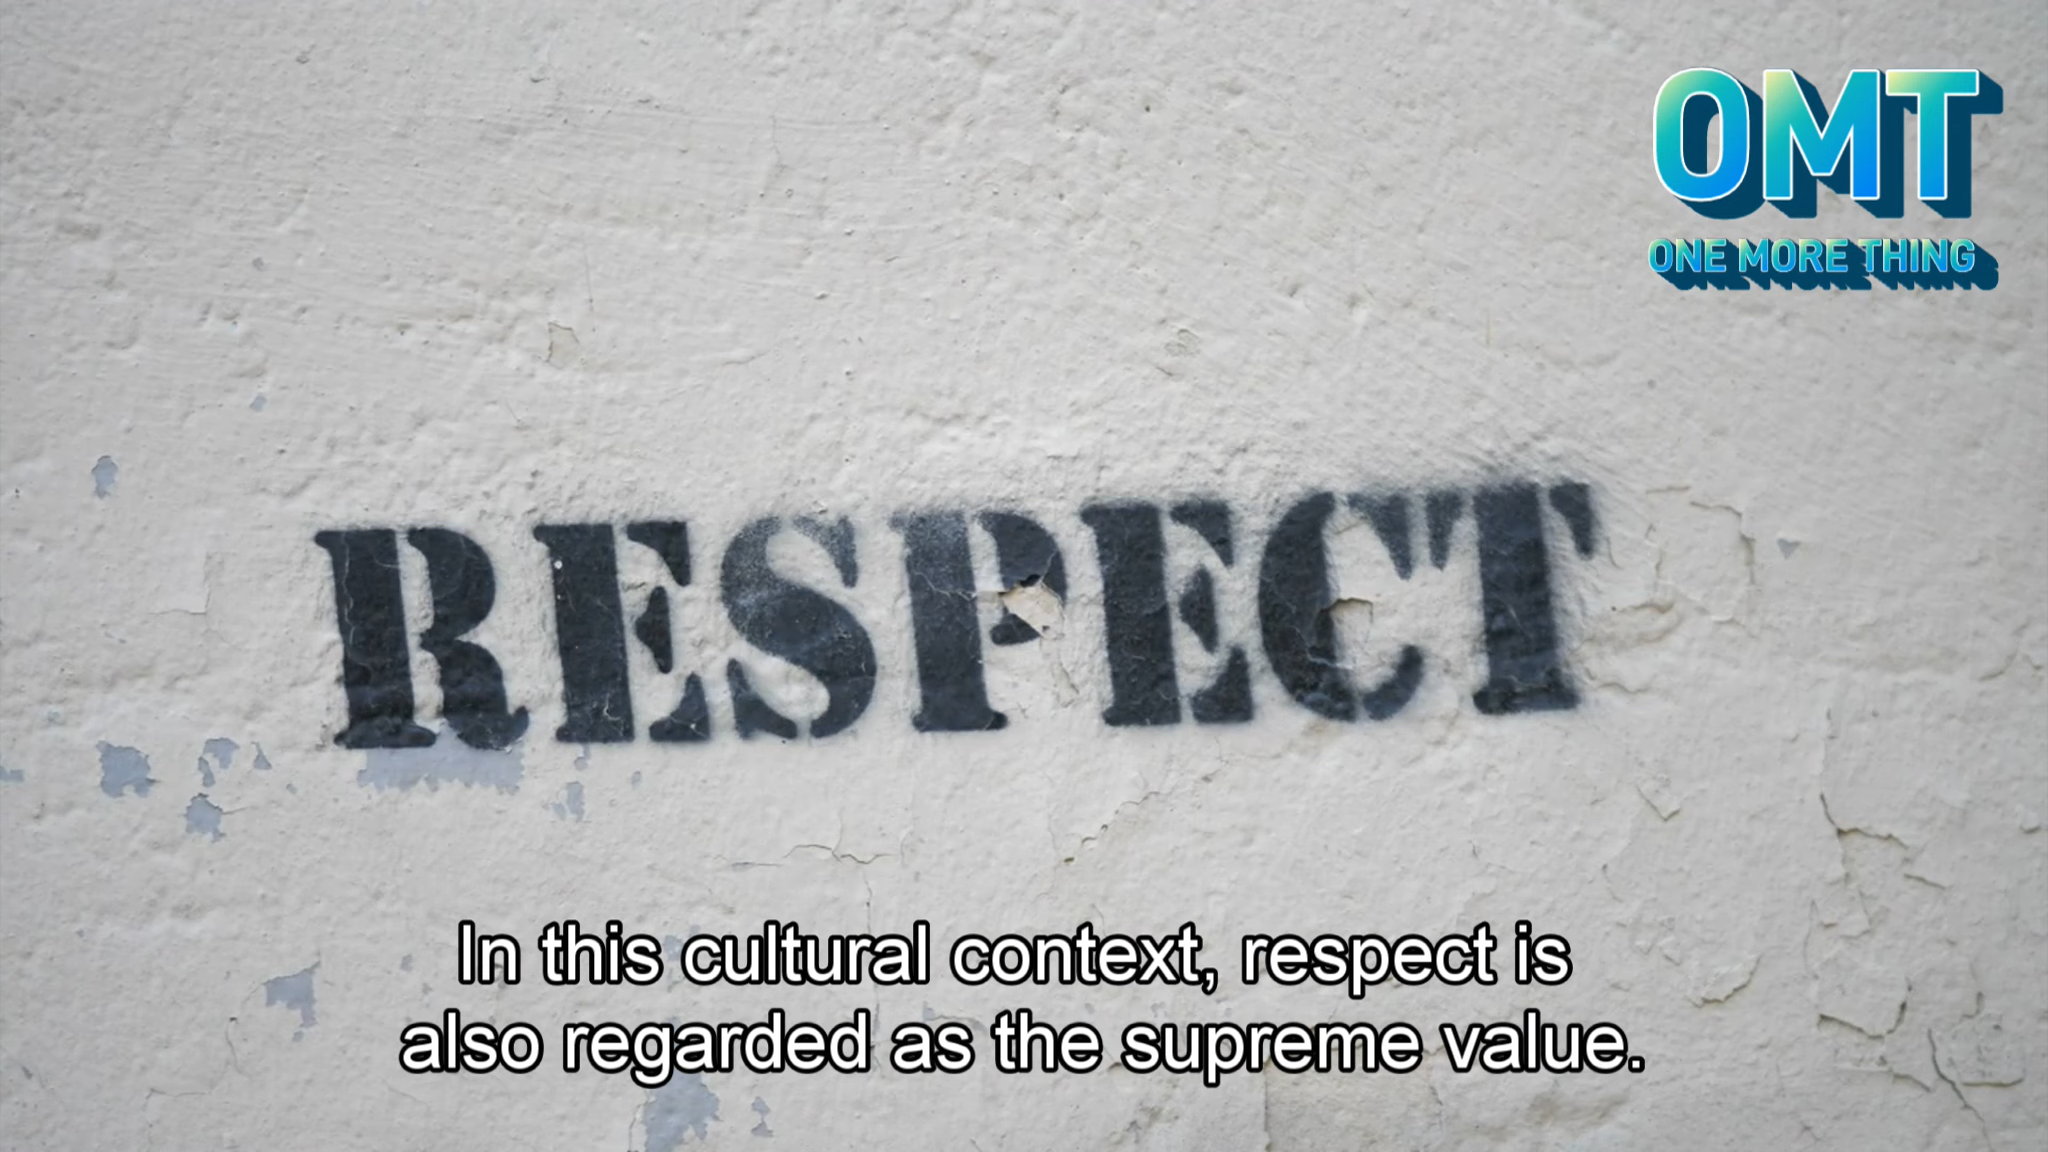 OMT
ONE MORE THING
RESPECT
In this cultural context, respect is
also regarded as the supreme value.